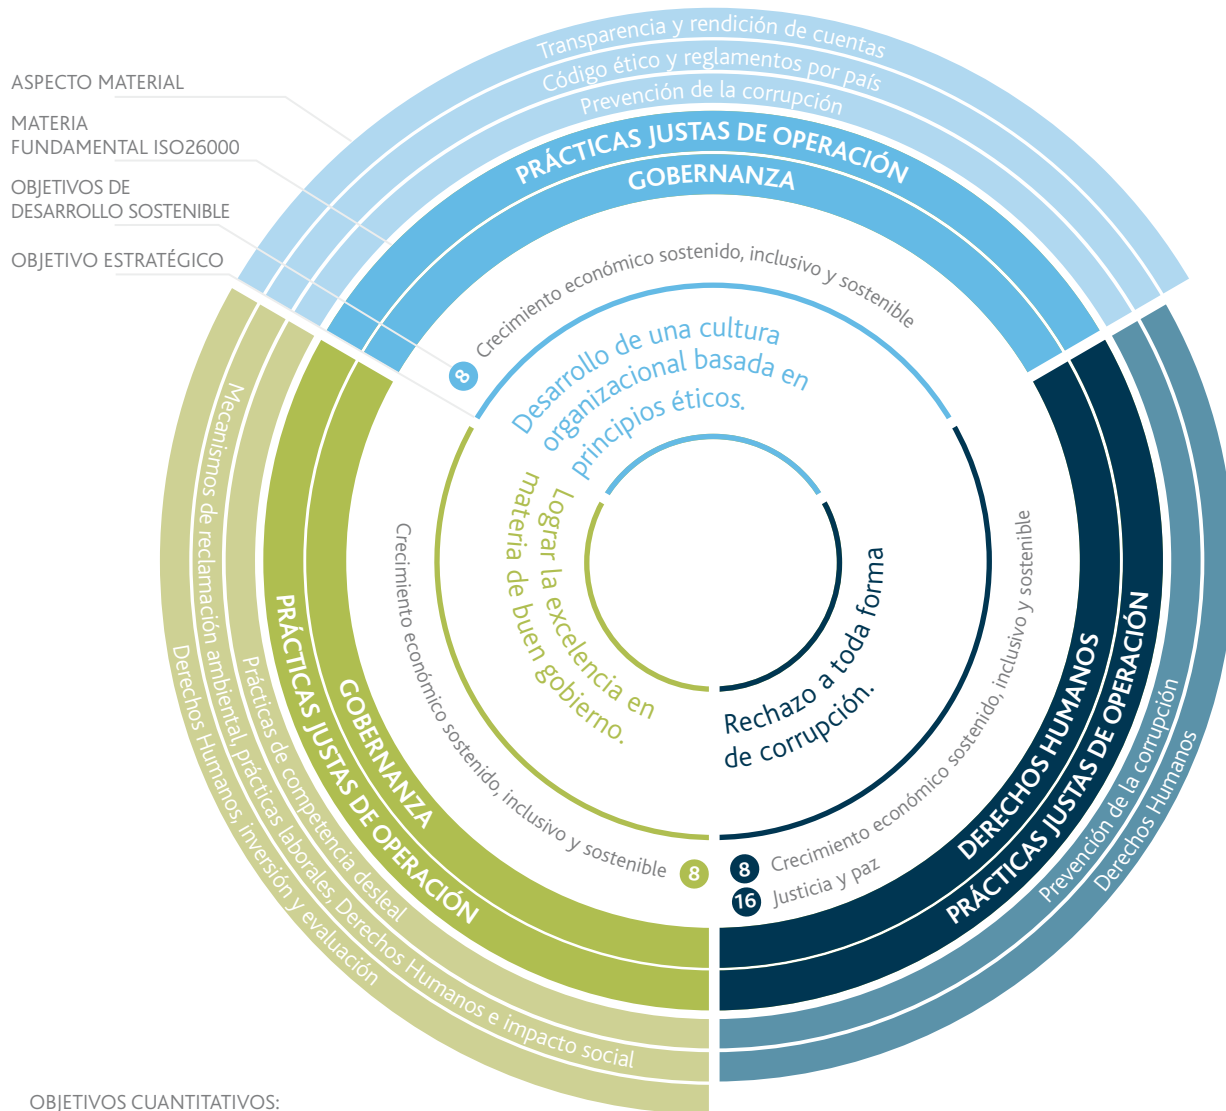 ASPECTO MATERIAL
MATERIA
FUNDAMENTAL ISO26000
OBJETIVOS DE
DESARROLLO SOSTENIBLE
OBJETIVO ESTRATÉGICO
Transparencia y rendición de cuentas
Código ético y reglamentos por país
Prevención de la corrupción
PRÁCTICAS JUSTAS DE OPERACIÓN
GOBERNANZA
8 Crecimiento económico sostenido, inclusivo y sostenible
Desarrollo de una cultura
organizacional basada en
principios éticos.
Rechazo a toda forma
de corrupción.
8 Crecimiento económico sostenido, inclusivo y sostenible
16 Justicia y paz
DERECHOS HUMANOS
PRÁCTICAS JUSTAS DE OPERACIÓN
Prevención de la corrupción
Derechos Humanos
Lograr la excelencia en
materia de buen gobierno.
Crecimiento económico sostenido, inclusivo y sostenible 8
GOBERNANZA
PRÁCTICAS JUSTAS DE OPERACIÓN
Prácticas de competencia desleal
Mecanismos de reclamación ambiental, prácticas laborales, Derechos Humanos e impacto social
Derechos Humanos, inversión y evaluación
OBJETIVOS CUANTITATIVOS: